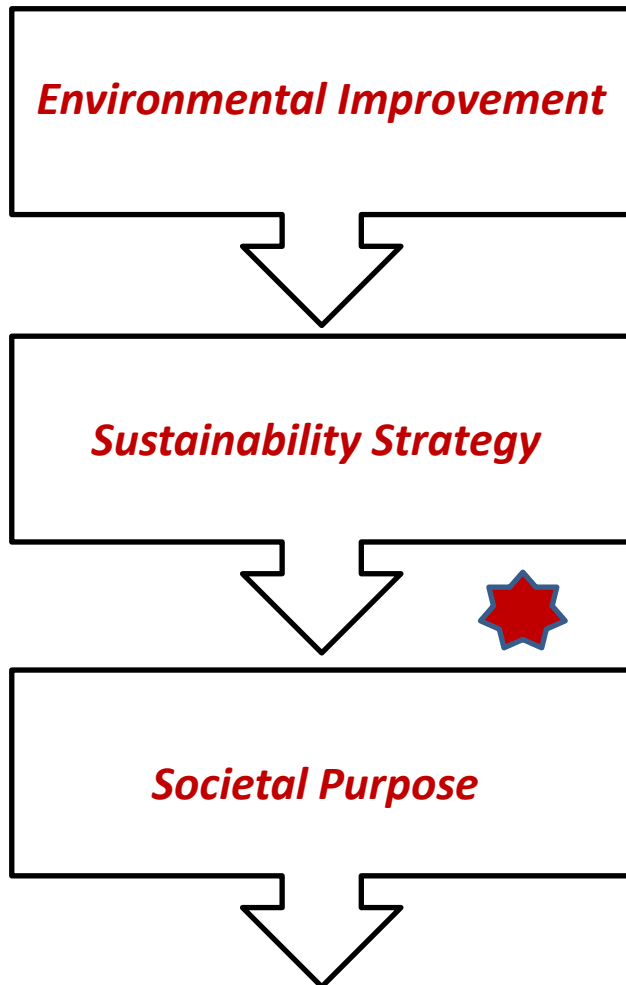 Environmental Improvement
Sustainability Strategy
Societal Purpose